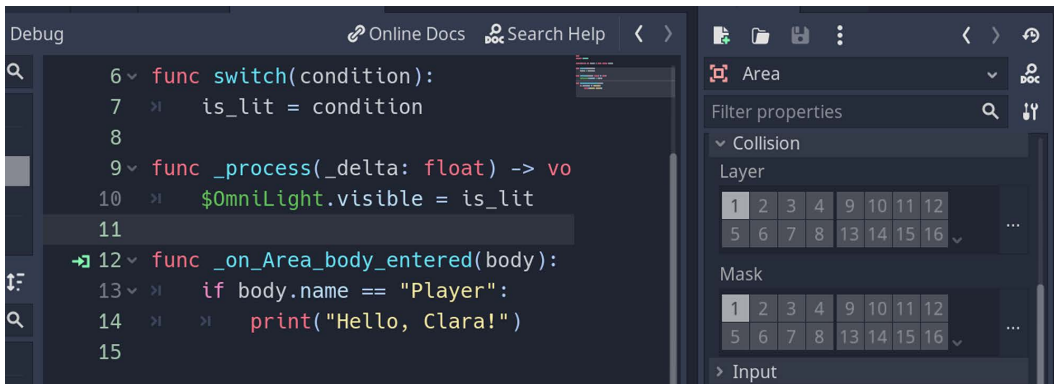 Debug Online Docs Search Help
6 func switch(condition):
7 is_lit = condition
8
9 func _process(_delta: float) -> vo
10 $OmniLight.visible = is_lit
11
12 func _on_Area_body_entered(body):
13 if body.name == "Player":
14 print("Hello, Clara!")
15
Area
Filter properties
Collision
Layer
1 2 3 4 9 10 11 12
5 6 7 8 13 14 15 16
...
Mask
1 2 3 4 9 10 11 12
5 6 7 8 13 14 15 16
...
Input